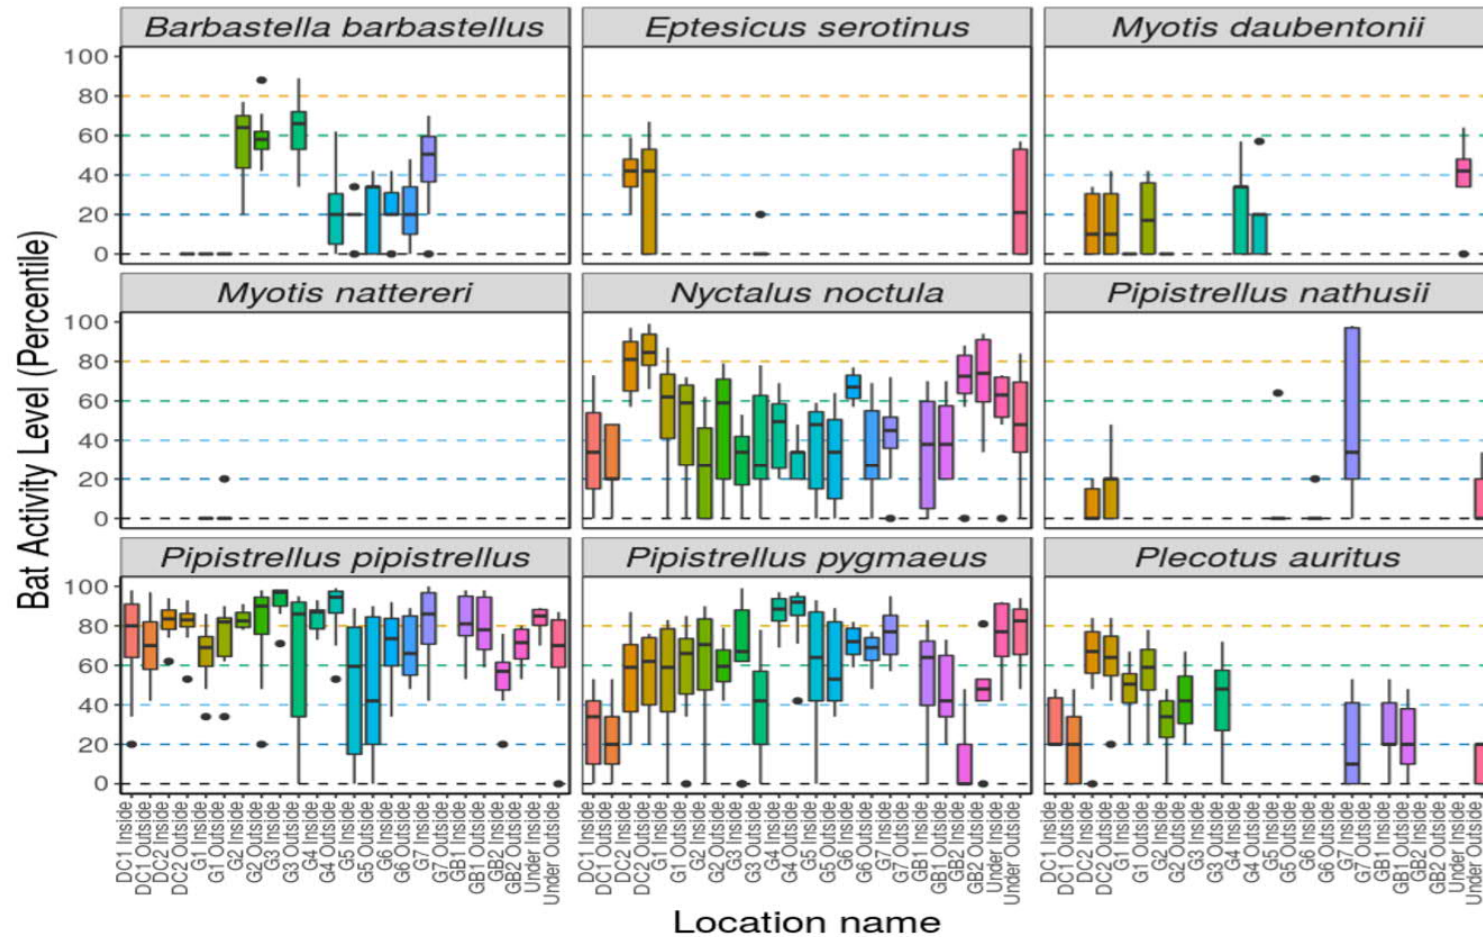 Barbastella barbastellus
Eptesicus serotinus
Myotis daubentonii
100
80
60
40
20
0
Myotis nattereri
Nyctalus noctula
Pipistrellus nathusii
100
80
60
40
20
0
Pipistrellus pipistrellus
Pipistrellus pygmaeus
Plecotus auritus
100
80
60
40
20
0
Bat Activity Level (Percentile)
DC1 Inside
DC1 Outside
DC2 Inside
DC2 Outside
G1 Inside
G1 Outside
G2 Inside
G2 Outside
G3 Inside
G3 Outside
G4 Inside
G4 Outside
G5 Inside
G5 Outside
G6 Inside
G6 Outside
G7 Inside
G7 Outside
GB1 Inside
GB1 Outside
GB2 Inside
GB2 Outside
Under Inside
Under Outside
DC1 Inside
DC1 Outside
DC2 Inside
DC2 Outside
G1 Inside
G1 Outside
G2 Inside
G2 Outside
G3 Inside
G3 Outside
G4 Inside
G4 Outside
G5 Inside
G5 Outside
G6 Inside
G6 Outside
G7 Inside
G7 Outside
GB1 Inside
GB1 Outside
GB2 Inside
GB2 Outside
Under Inside
Under Outside
DC1 Inside
DC1 Outside
DC2 Inside
DC2 Outside
G1 Inside
G1 Outside
G2 Inside
G2 Outside
G3 Inside
G3 Outside
G4 Inside
G4 Outside
G5 Inside
G5 Outside
G6 Inside
G6 Outside
G7 Inside
G7 Outside
GB1 Inside
GB1 Outside
GB2 Inside
GB2 Outside
Under Inside
Under Outside
Location name